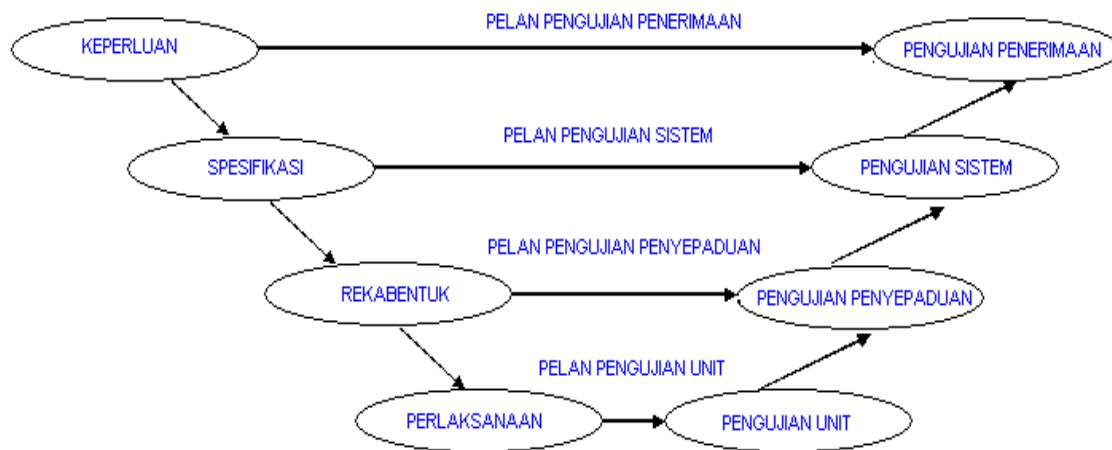 PELAN PENGUJIAN PENERIMAAN
KEPERLUAN
PENGUJIAN PENERIMAAN
PELAN PENGUJIAN SISTEM
SPESIFIKASI
PENGUJIAN SISTEM
PELAN PENGUJIAN PENYEPADUAN
REKABENTUK
PENGUJIAN PENYEPADUAN
PELAN PENGUJIAN UNIT
PERLAKSANAAN
PENGUJIAN UNIT